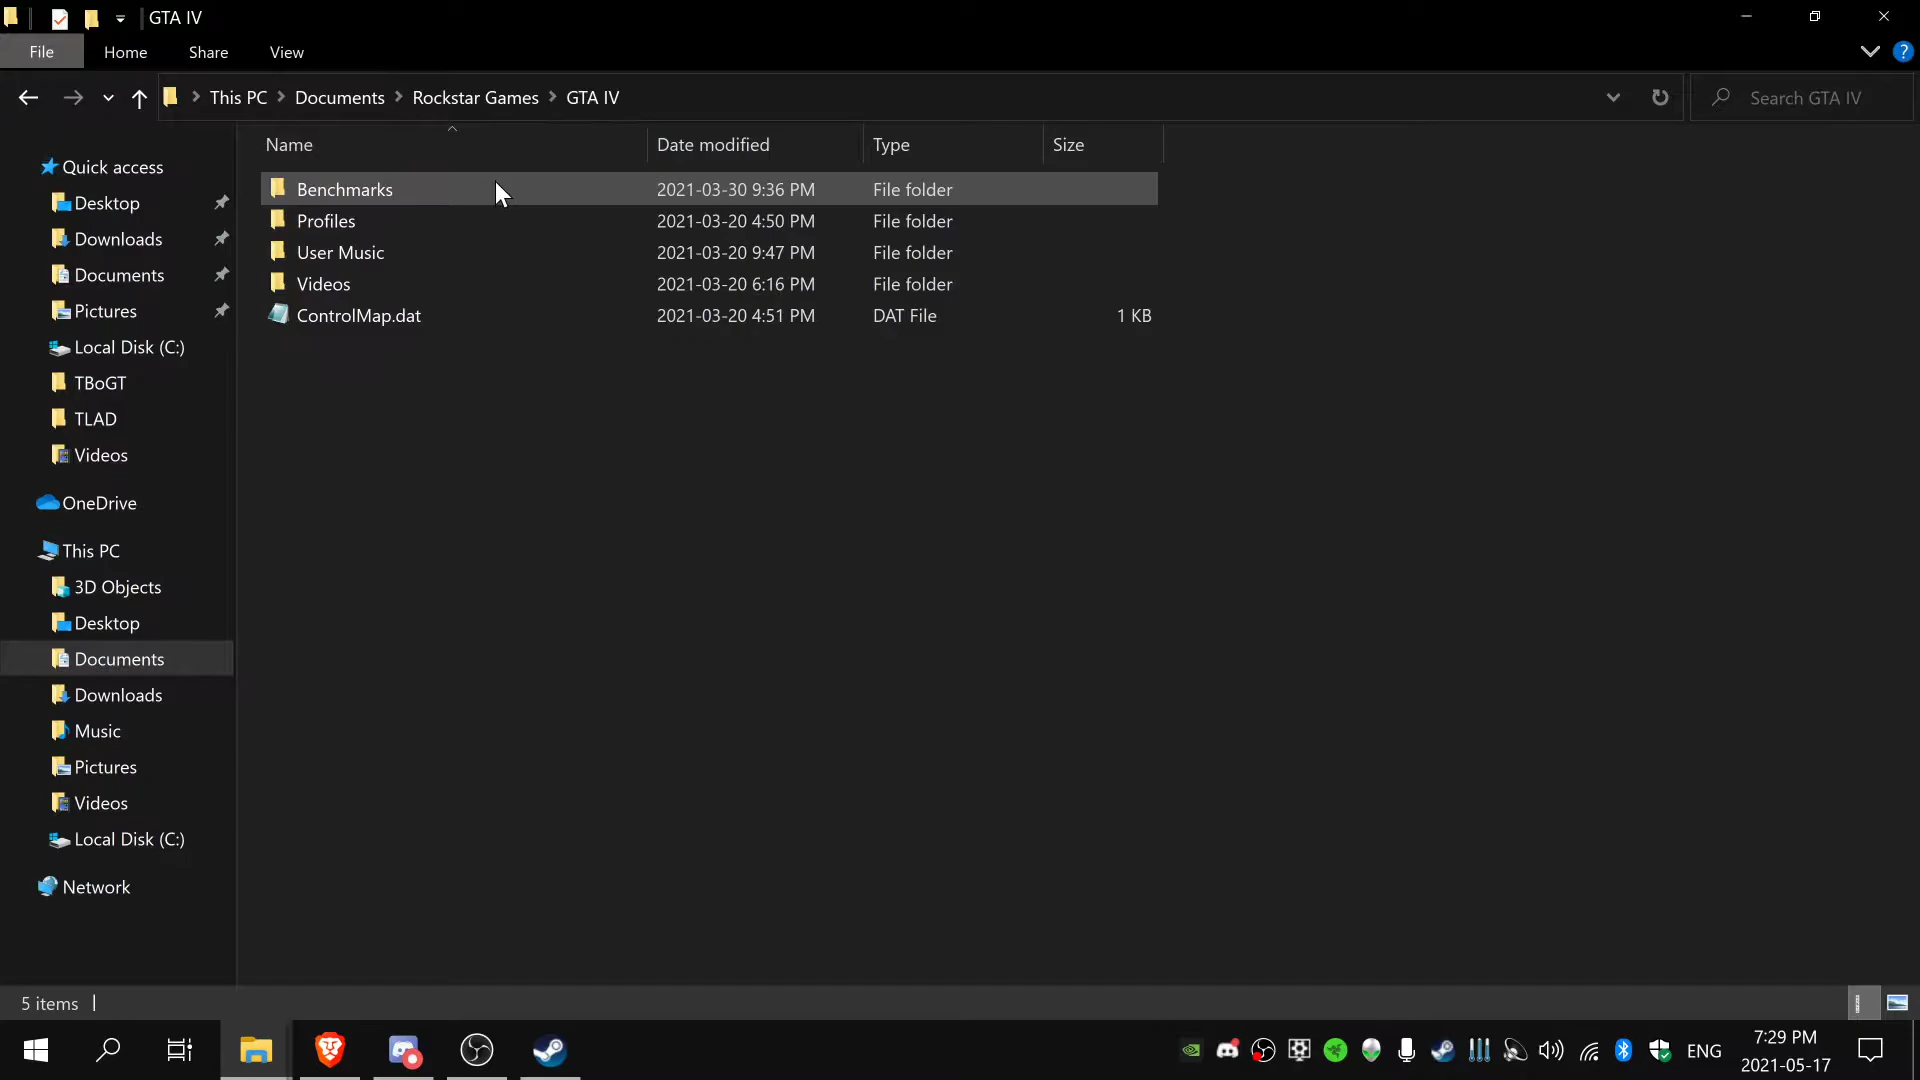 GTA IV
File Home Share View ?
This PC Documents Rockstar Games GTA IV Search GTA IV
Name Date modified Type Size
Benchmarks 2021-03-30 9:36 PM File folder
Profiles 2021-03-20 4:50 PM File folder
User Music 2021-03-20 9:47 PM File folder
Videos 2021-03-20 6:16 PM File folder
ControlMap.dat 2021-03-20 4:51 PM DAT File 1 KB
Quick access
Desktop
Downloads
Documents
Pictures
Local Disk (C:)
TBoGT
TLAD
Videos
OneDrive
This PC
3D Objects
Desktop
Documents
Downloads
Music
Pictures
Videos
Local Disk (C:)
Network
5 items
ENG
7:29 PM
2021-05-17